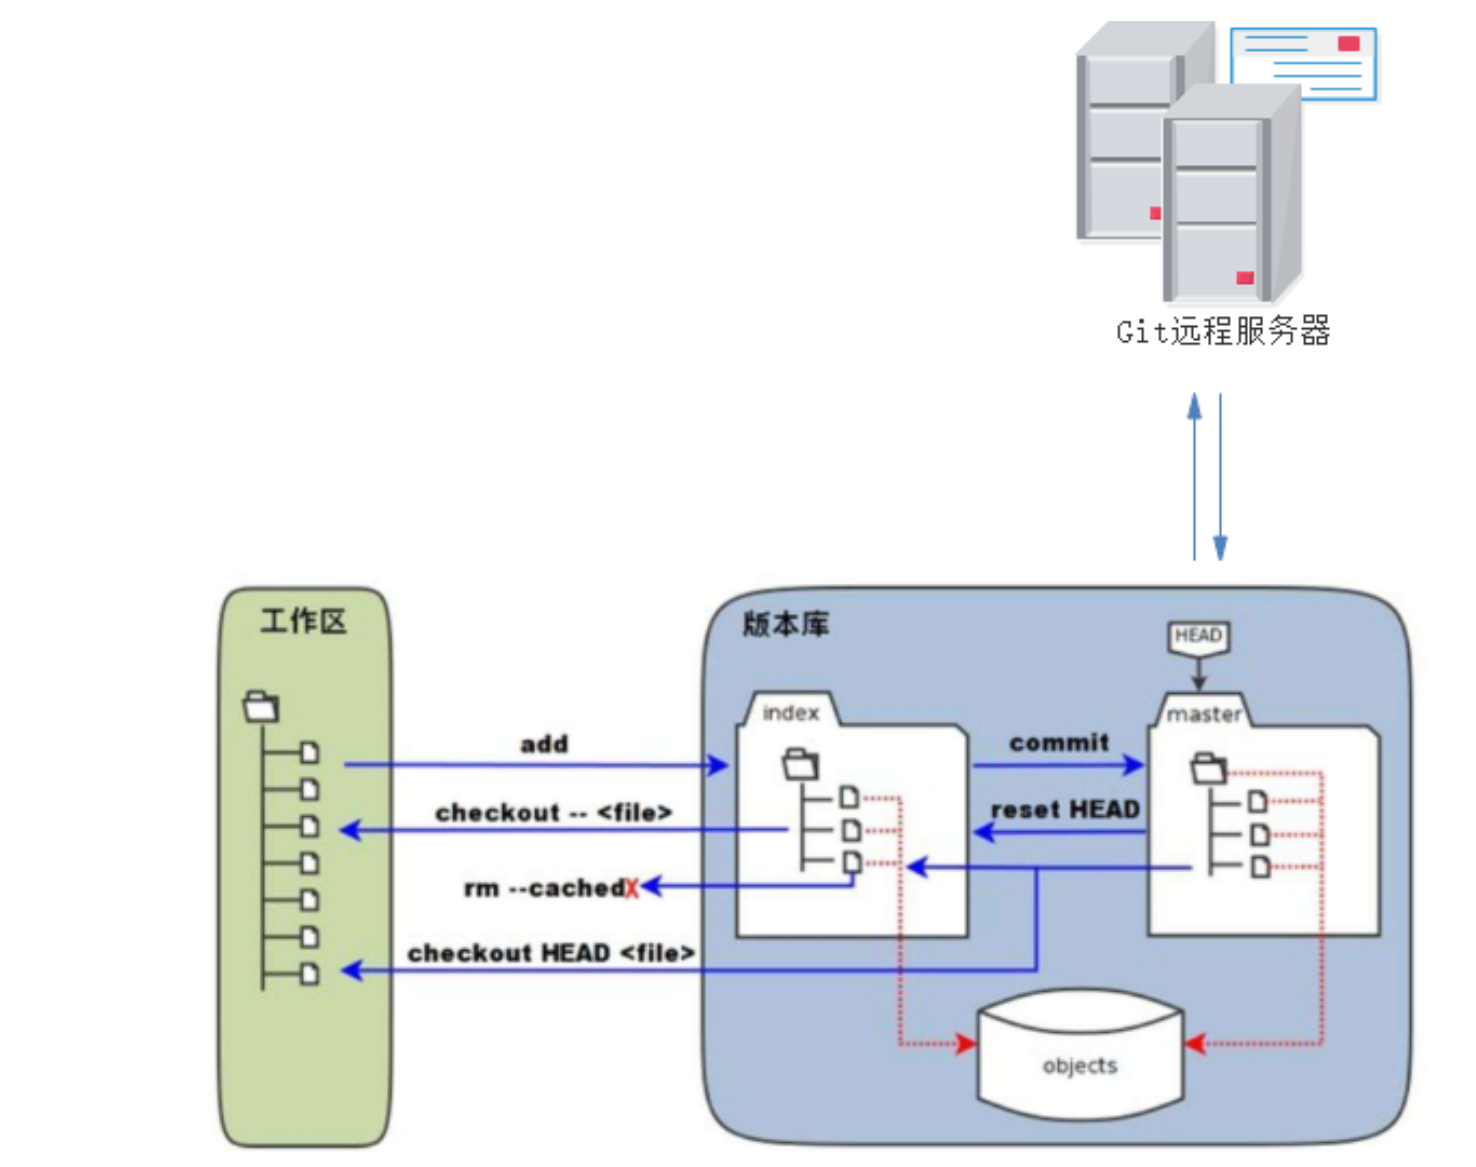 Git远程服务器
工作区
版本库
HEAD
index
master
add
commit
checkout -- <file>
reset HEAD
rm --cachedX
checkout HEAD <file>
objects